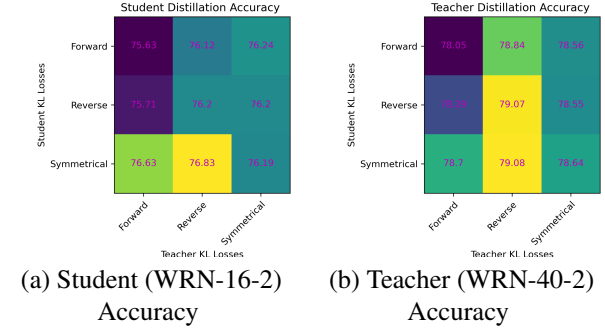 Student Distillation Accuracy
Student KL Losses
Forward
75.63 76.12 76.24
Reverse
75.71 76.2 76.2
Symmetrical
76.63 76.83 76.19
Forward
Reverse
Symmetrical
Teacher KL Losses
(a) Student (WRN-16-2)
Accuracy
Teacher Distillation Accuracy
Student KL Losses
Forward
78.05 78.84 78.56
Reverse
79.07 78.55
Symmetrical
78.7 79.08 78.64
Forward
Reverse
Symmetrical
Teacher KL Losses
(b) Teacher (WRN-40-2)
Accuracy